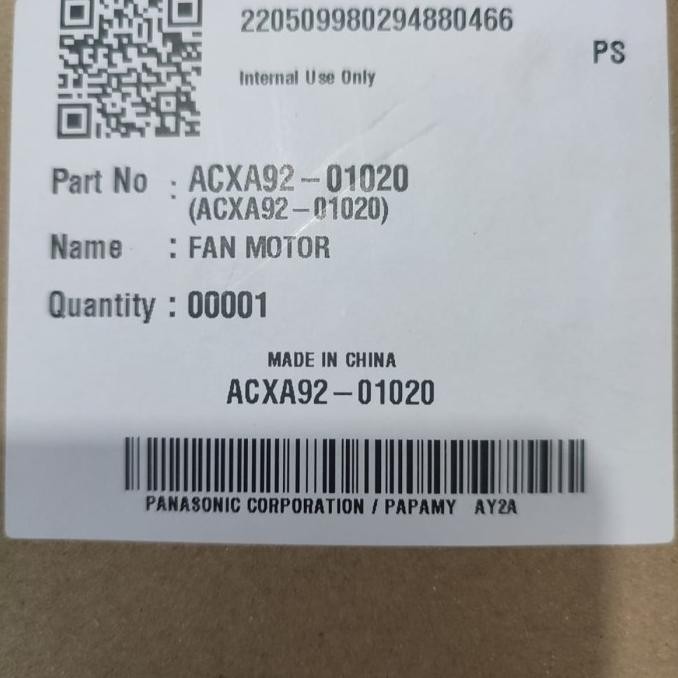 220509980294880466
PS
Internal Use Only
Part No : ACXA92-01020
(ACXA92-01020)
Name : FAN MOTOR
Quantity : 00001
MADE IN CHINA
ACXA92-01020
PANASONIC CORPORATION / PAPAMY AY2A